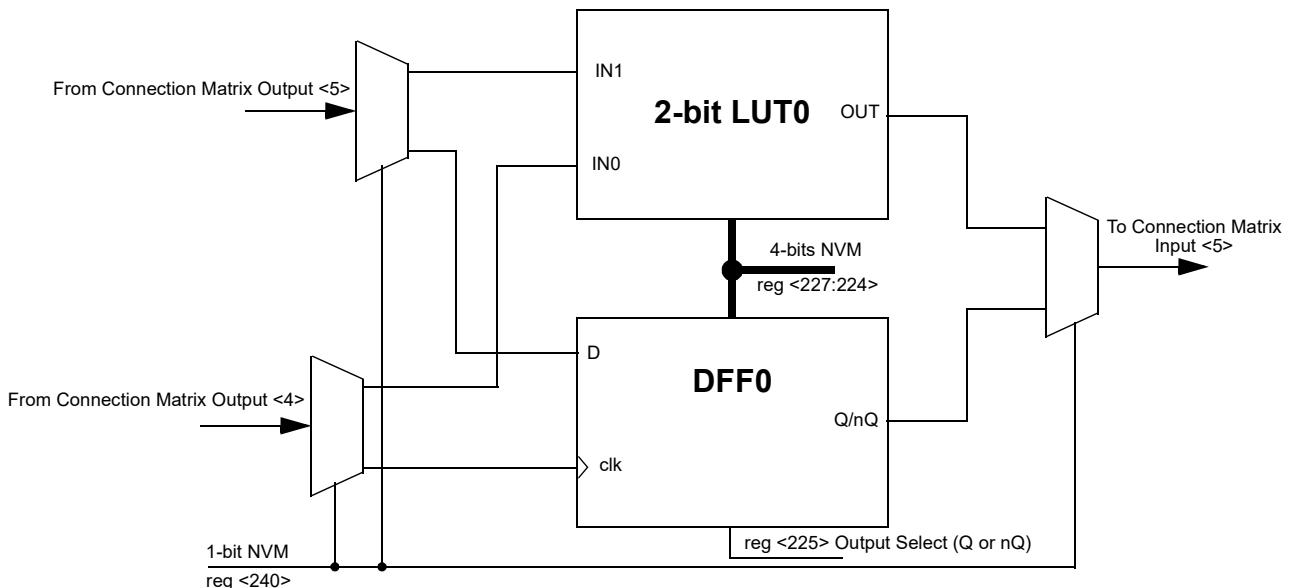 From Connection Matrix Output <5>
IN1
2-bit LUT0
OUT
IN0
To Connection Matrix
Input <5>
4-bits NVM
reg <227:224>
D
DFF0
From Connection Matrix Output <4>
Q/nQ
clk
reg <225> Output Select (Q or nQ)
1-bit NVM
reg <240>